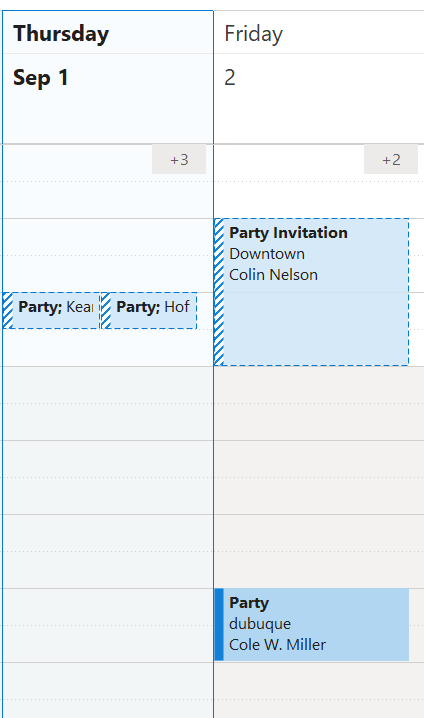 Thursday
Friday
Sep 1
2
+3
+2
Party Invitation
Downtown
Colin Nelson
Party; Kear
Party; Hof
Party
dubuque
Cole W. Miller